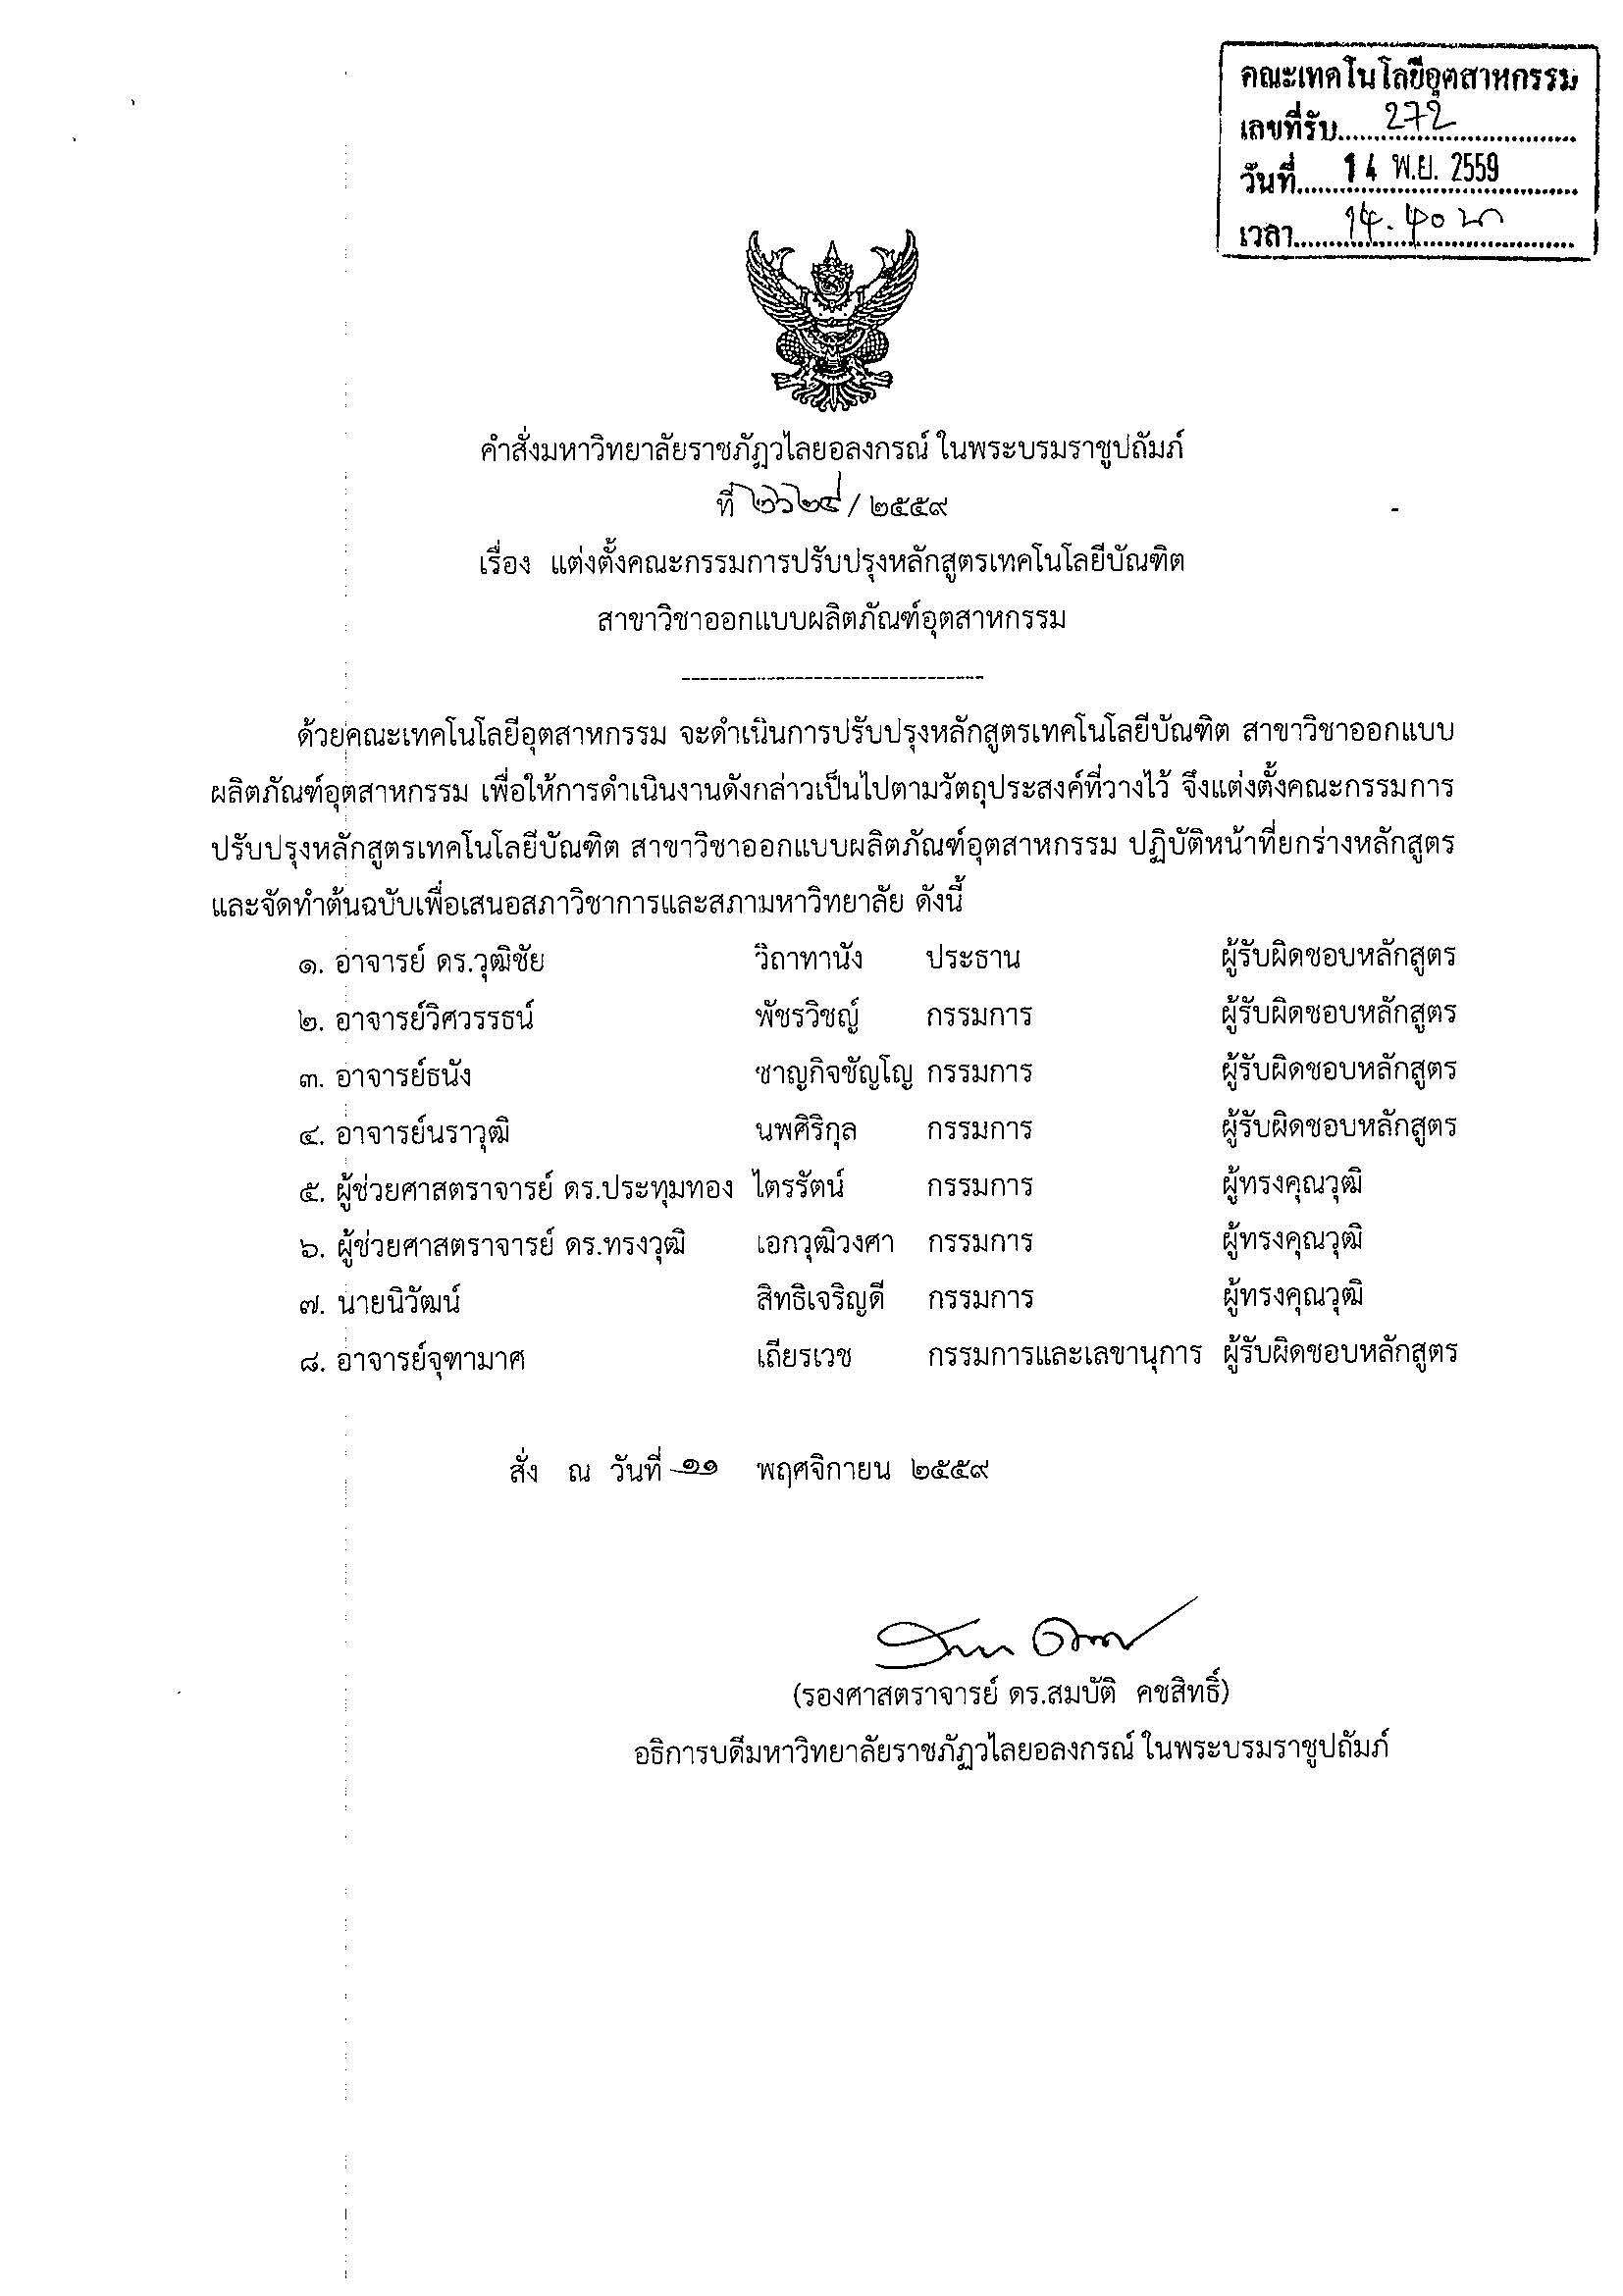 คณะเทคโนโลยีอุตสาหกรรม
เลขที่รับ 272
วันที่ 14 พ.ย. 2559
เวลา
คำสั่งมหาวิทยาลัยราชภัฏวไลยอลงกรณ์ ในพระบรมราชูปถัมภ์
ที่ ๒๖๒๔/๒๕๕๙
เรื่อง แต่งตั้งคณะกรรมการปรับปรุงหลักสูตรเทคโนโลยีบัณฑิต
สาขาวิชาออกแบบผลิตภัณฑ์อุตสาหกรรม
ด้วยคณะเทคโนโลยีอุตสาหกรรม จะดำเนินการปรับปรุงหลักสูตรเทคโนโลยีบัณฑิต สาขาวิชาออกแบบ
ผลิตภัณฑ์อุตสาหกรรม เพื่อให้การดำเนินงานดังกล่าวเป็นไปตามวัตถุประสงค์ที่วางไว้ จึงแต่งตั้งคณะกรรมการ
ปรับปรุงหลักสูตรเทคโนโลยีบัณฑิต สาขาวิชาออกแบบผลิตภัณฑ์อุตสาหกรรม ปฏิบัติหน้าที่ยกร่างหลักสูตร
และจัดทำต้นฉบับเพื่อเสนอสภาวิชาการและสภามหาวิทยาลัย ดังนี้
๑. อาจารย์ ดร.วุฒิชัย วิถาทานัง ประธาน ผู้รับผิดชอบหลักสูตร
๒. อาจารย์วิศวรรธน์ พัชรวิชญ์ กรรมการ ผู้รับผิดชอบหลักสูตร
๓. อาจารย์ธนัง ชาญกิจชัญโญ กรรมการ ผู้รับผิดชอบหลักสูตร
๔. อาจารย์นราวุฒิ นพศิริกุล กรรมการ ผู้รับผิดชอบหลักสูตร
๕. ผู้ช่วยศาสตราจารย์ ดร.ประทุมทอง ไตรรัตน์ กรรมการ ผู้ทรงคุณวุฒิ
๖. ผู้ช่วยศาสตราจารย์ ดร.ทรงวุฒิ เอกวุฒิวงศา กรรมการ ผู้ทรงคุณวุฒิ
๗. นายนิวัฒน์ สิทธิเจริญดี กรรมการ ผู้ทรงคุณวุฒิ
๘. อาจารย์จุฑามาศ เถียรเวช กรรมการและเลขานุการ ผู้รับผิดชอบหลักสูตร
สั่ง ณ วันที่ ๑๑ พฤศจิกายน ๒๕๕๙
(รองศาสตราจารย์ ดร.สมบัติ คชสิทธิ์)
อธิการบดีมหาวิทยาลัยราชภัฏวไลยอลงกรณ์ ในพระบรมราชูปถัมภ์